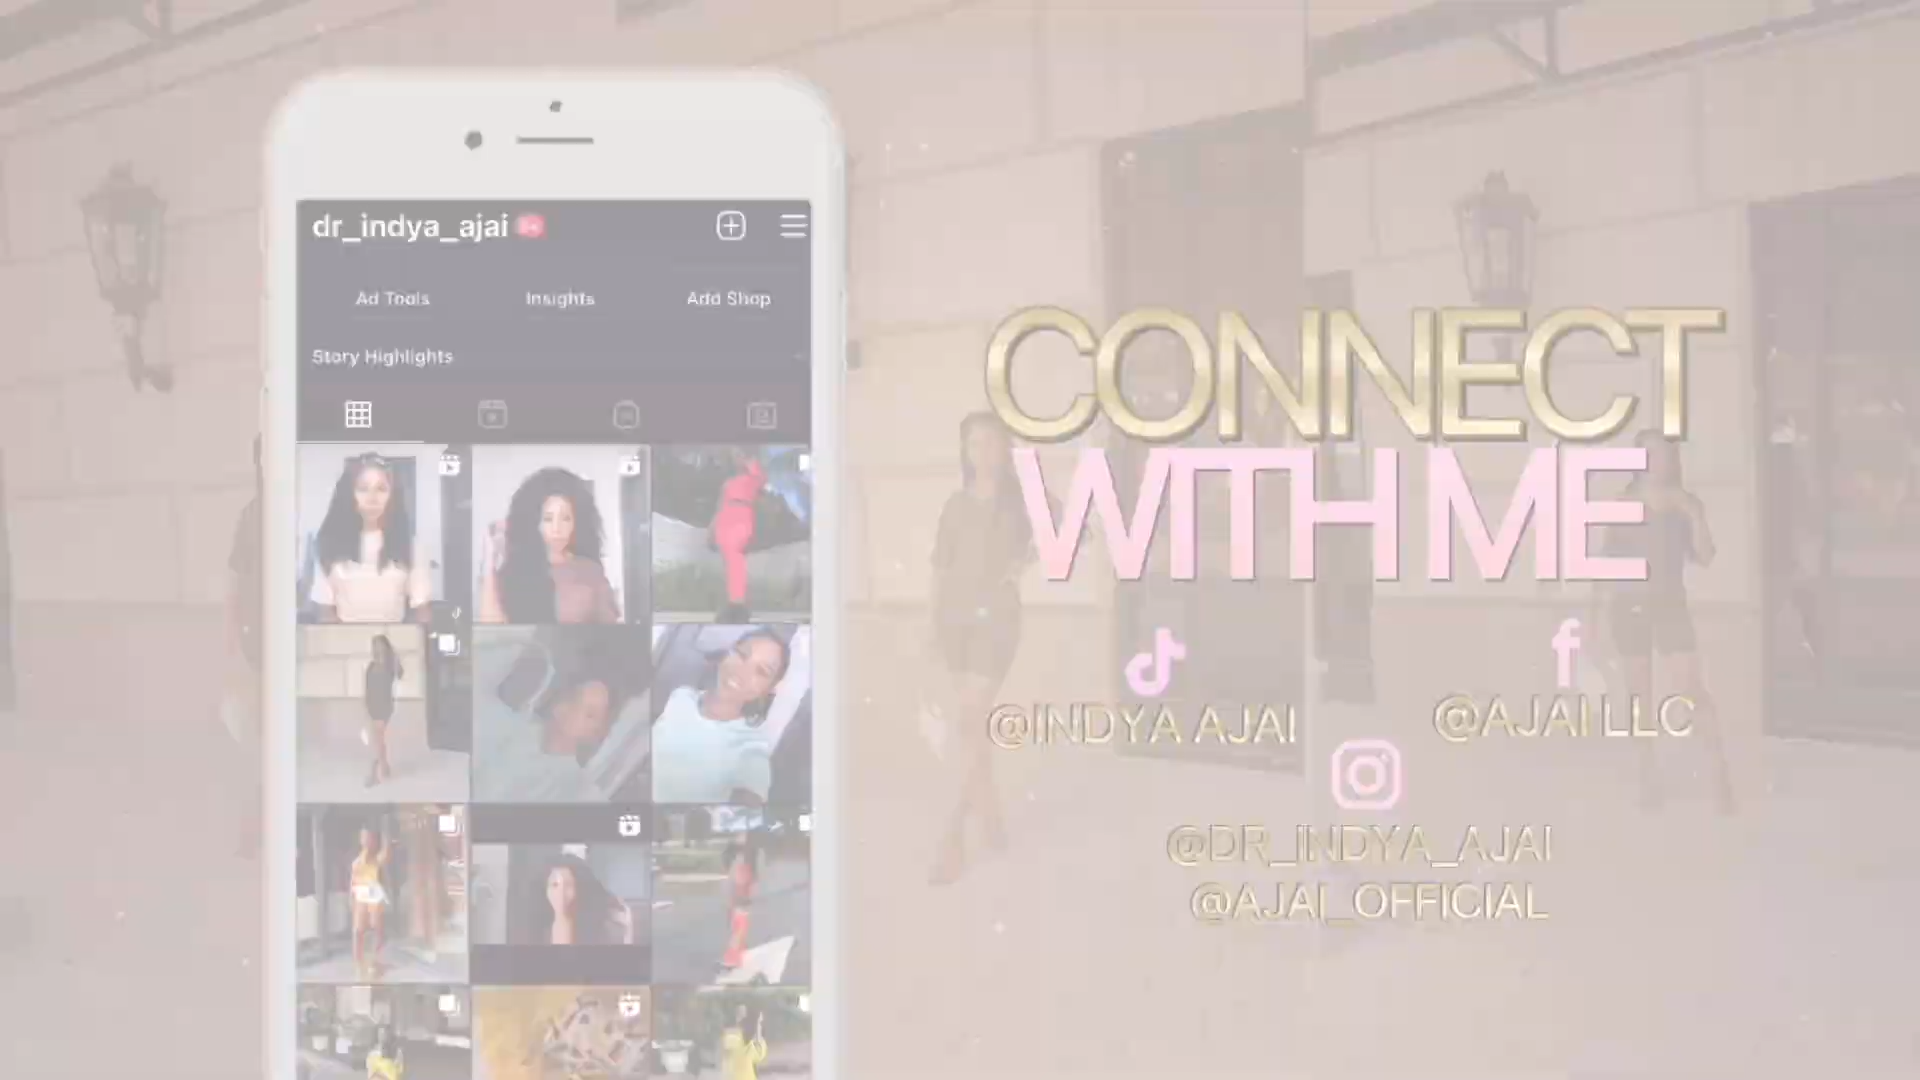 dr_indya_ajai
Ad Tools Insights Add Shop
Story Highlights
CONNECT
WITH ME
@INDYA AJAI
@AJAI LLC
@DR_INDYA_AJAI
@AJAI_OFFICIAL